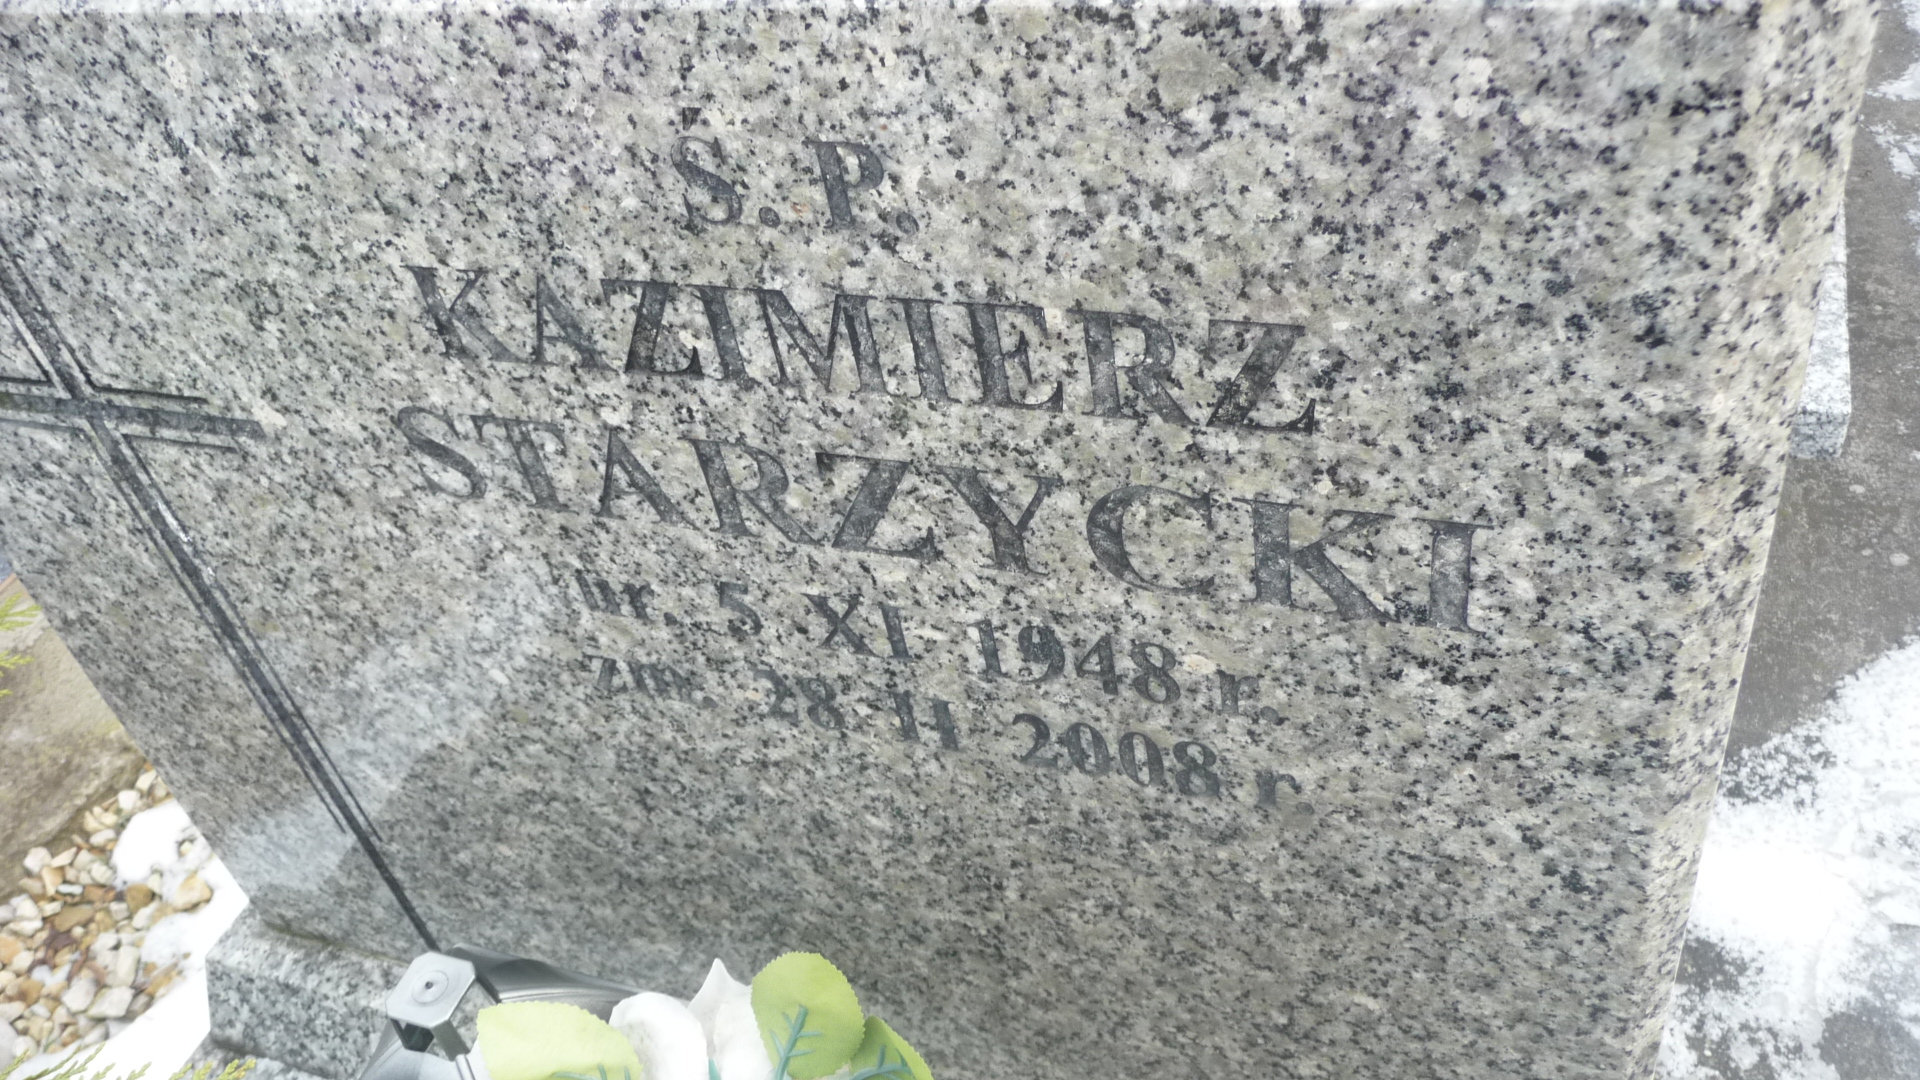 Ś.P.
KAZIMIERZ
STARZYCKI
ur. 5 XI 1948 r.
zm. 28 II 2008 r.